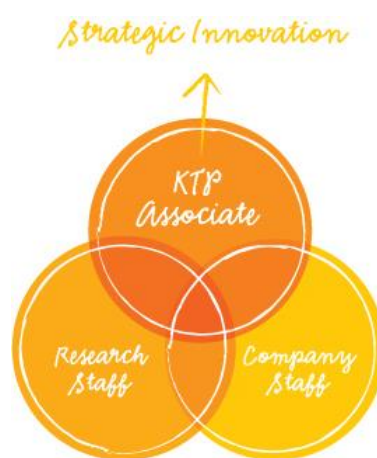 Strategic Innovation
KTP
Associate
Research
Staff
Company
Staff